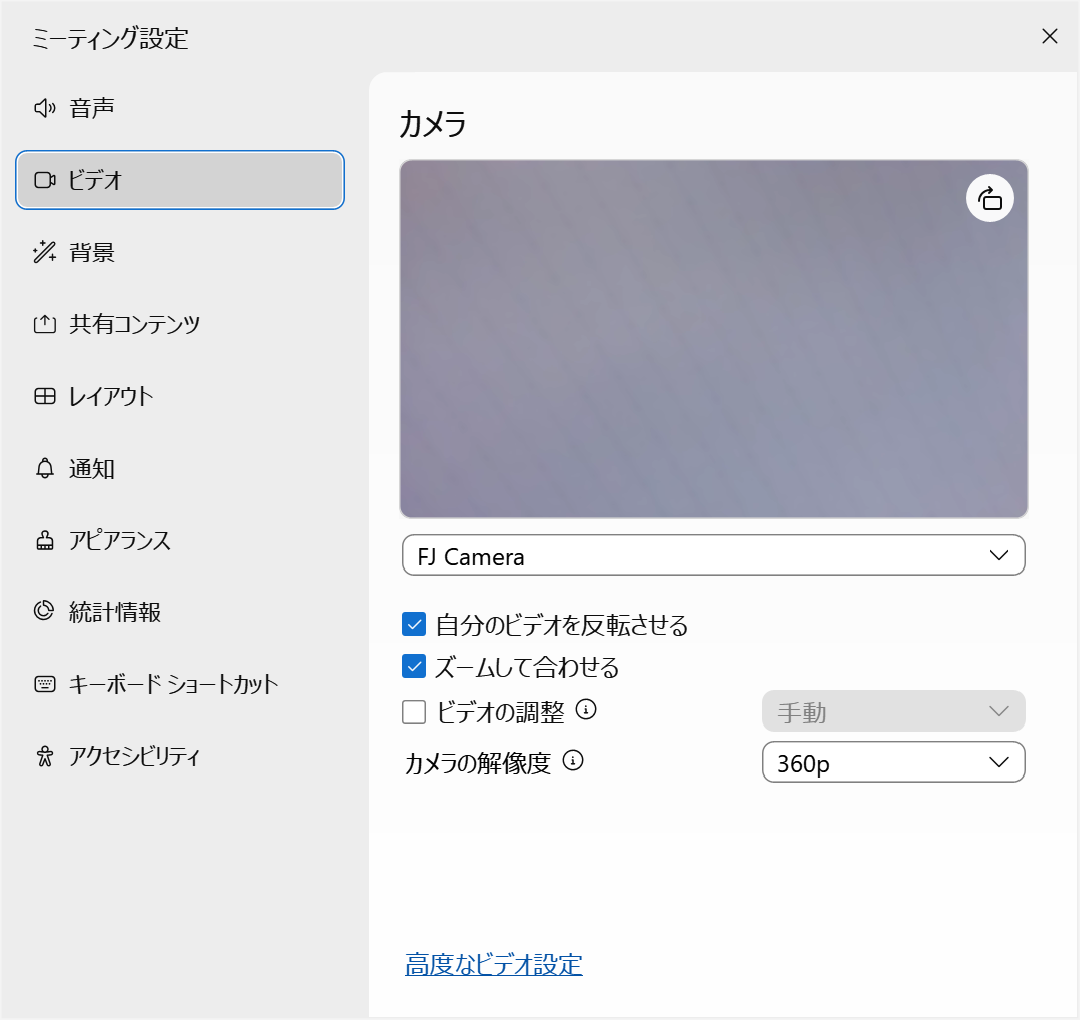 ミーティング設定
音声
ビデオ
背景
共有コンテンツ
レイアウト
通知
アピアランス
統計情報
キーボード ショートカット
アクセシビリティ
カメラ
FJ Camera
自分のビデオを反転させる
ズームして合わせる
ビデオの調整
手動
カメラの解像度
360p
高度なビデオ設定